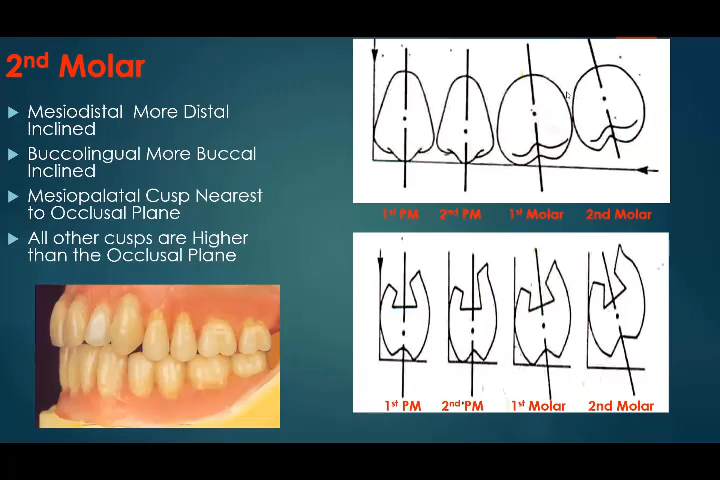 2nd Molar
Mesiodistal More Distal
Inclined
Buccolingual More Buccal
Inclined
Mesiopalatal Cusp Nearest
to Occlusal Plane
All other cusps are Higher
than the Occlusal Plane
1st PM 2nd PM 1st Molar 2nd Molar
1st PM 2nd PM 1st Molar 2nd Molar